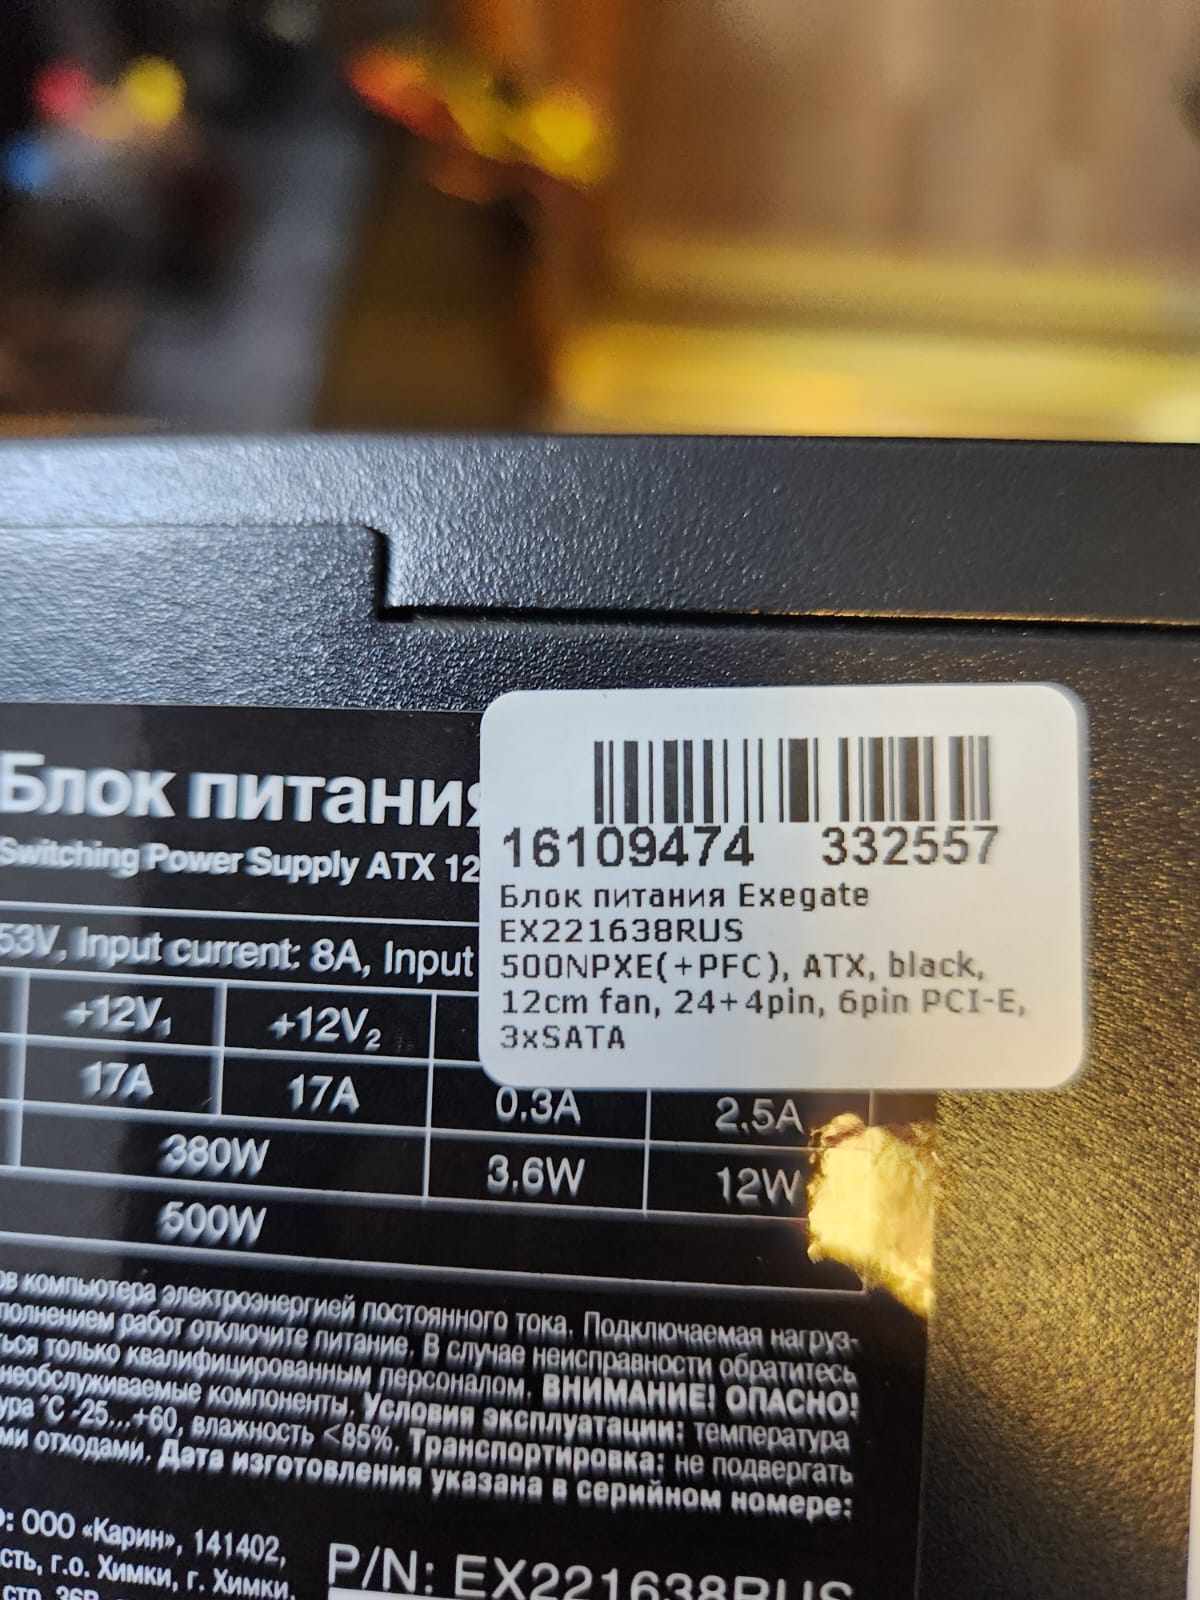 Блок питания
Switching Power Supply ATX 12
53V, Input current: 8A, Input
16109474 332557
Блок питания Exegate
EX221638RUS
500NPXE(+PFC), ATX, black,
12cm fan, 24+4pin, 6pin PCI-E,
3xSATA
+12V₁ +12V₂
17A 17A 0.3A 2.5A
380W 3.6W 12W
500W
ов компьютера электроэнергией постоянного тока. Подключаемая нагруз-
полнением работ отключите питание. В случае неисправности обратитесь
ться только квалифицированным персоналом. ВНИМАНИЕ! ОПАСНО!
необслуживаемые компоненты. Условия эксплуатации: температура
ура °C -25...+60, влажность <85%. Транспортировка: не подвергать
ми отходами. Дата изготовления указана в серийном номере:
ООО «Карин», 141402,
сть, г.о. Химки, г. Химки,
стр. 36В
P/N: EX221638RUS